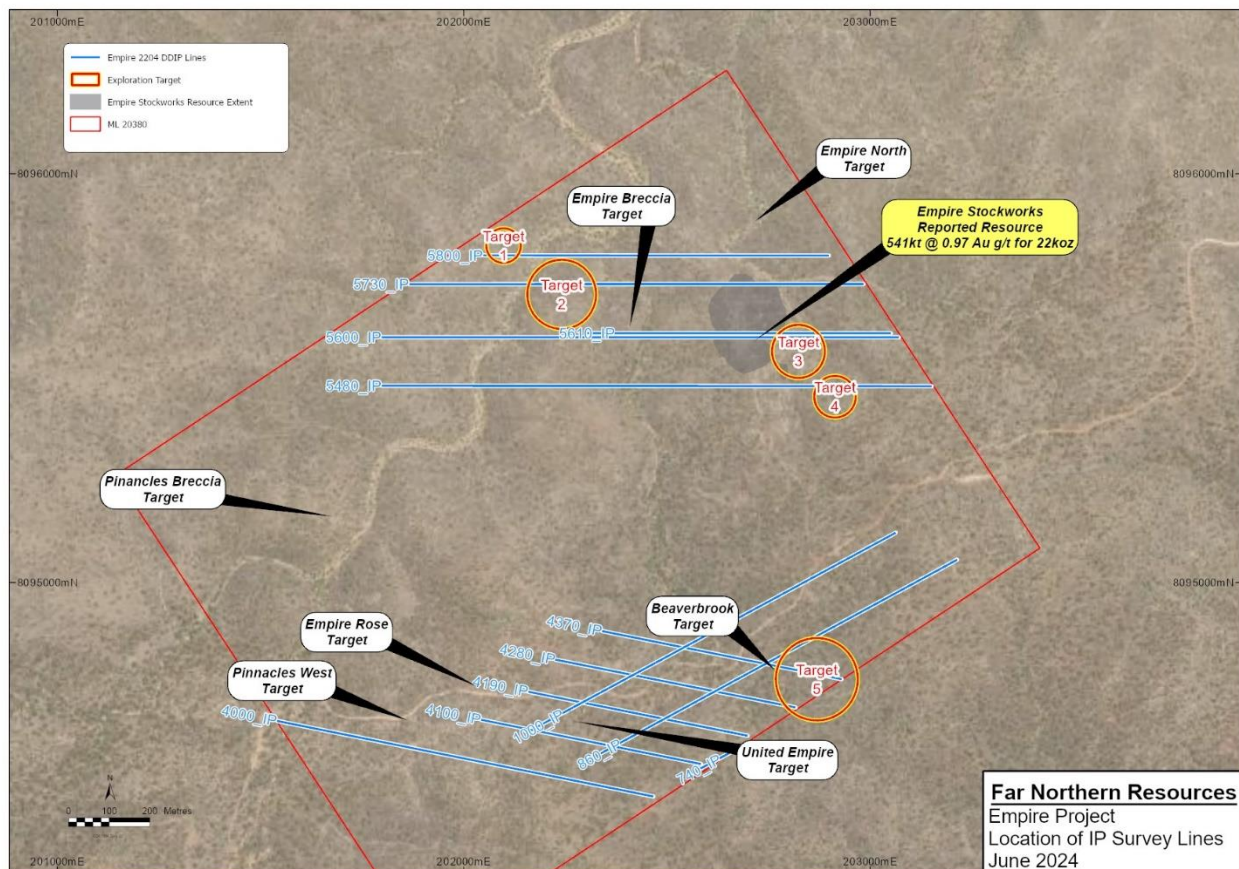 201000mE
202000mE
203000mE
Empire 2204 DDIP Lines
Exploration Target
Empire Stockworks Resource Extent
ML 20380
8096000mN
8096000mN
Empire North
Target
Empire Breccia
Target
Empire Stockworks
Reported Resource
541kt @ 0.97 Au g/t for 22koz
Target
1
5800_IP
5730_IP
Target
2
5600_IP
5610_IP
Target
3
5480_IP
Target
4
Pinancles Breccia
Target
8095000mN
8095000mN
Empire Rose
Target
4370_IP
Beaverbrook
Target
4280_IP
Pinnacles West
Target
4190_IP
Target
5
4000_IP
4100_IP
1090_IP
860_IP
740_IP
United Empire
Target
N
0 100 200 Metres
Far Northern Resources
Empire Project
Location of IP Survey Lines
June 2024
201000mE
202000mE
203000mE